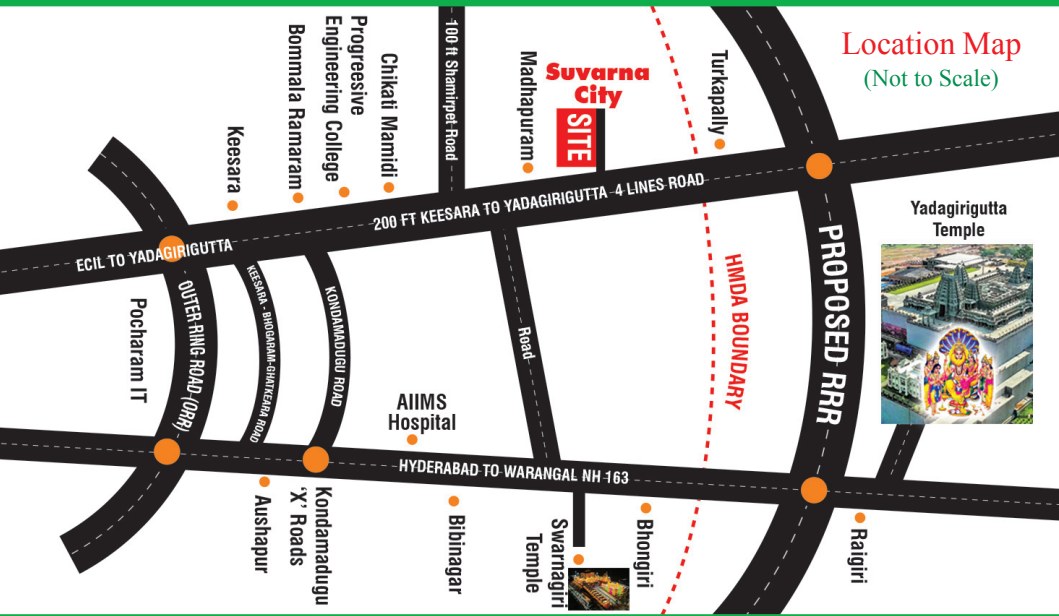 Location Map
(Not to Scale)
100 ft Shamirpet Road
Progreesive
Engineering College
Bommala Ramaram
Chikati Mamidi
Keesara
Madhapuram
Suvarna
City
SITE
Turkapally
200 FT KEESARA TO YADAGIRIGUTTA 4 LINES ROAD
ECIL TO YADAGIRIGUTTA
Yadagirigutta
Temple
PROPOSED RRR
HMDA BOUNDARY
OUTER RING ROAD (ORR)
KEESARA - BHOGARAM-GHATKEARA ROAD
KONDAMADUGU ROAD
Road
Pocharam IT
AIIMS
Hospital
HYDERABAD TO WARANGAL NH 163
Aushapur
Kondamadugu
'X' Roads
Bibinagar
Swarnagiri
Temple
Bhongiri
Raigiri